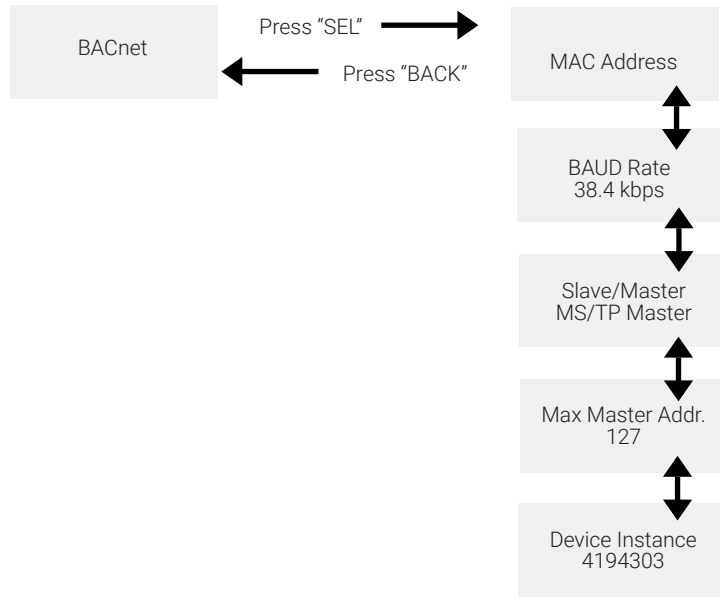 BACnet
Press “SEL”
Press “BACK”
MAC Address
BAUD Rate
38.4 kbps
Slave/Master
MS/TP Master
Max Master Addr.
127
Device Instance
4194303